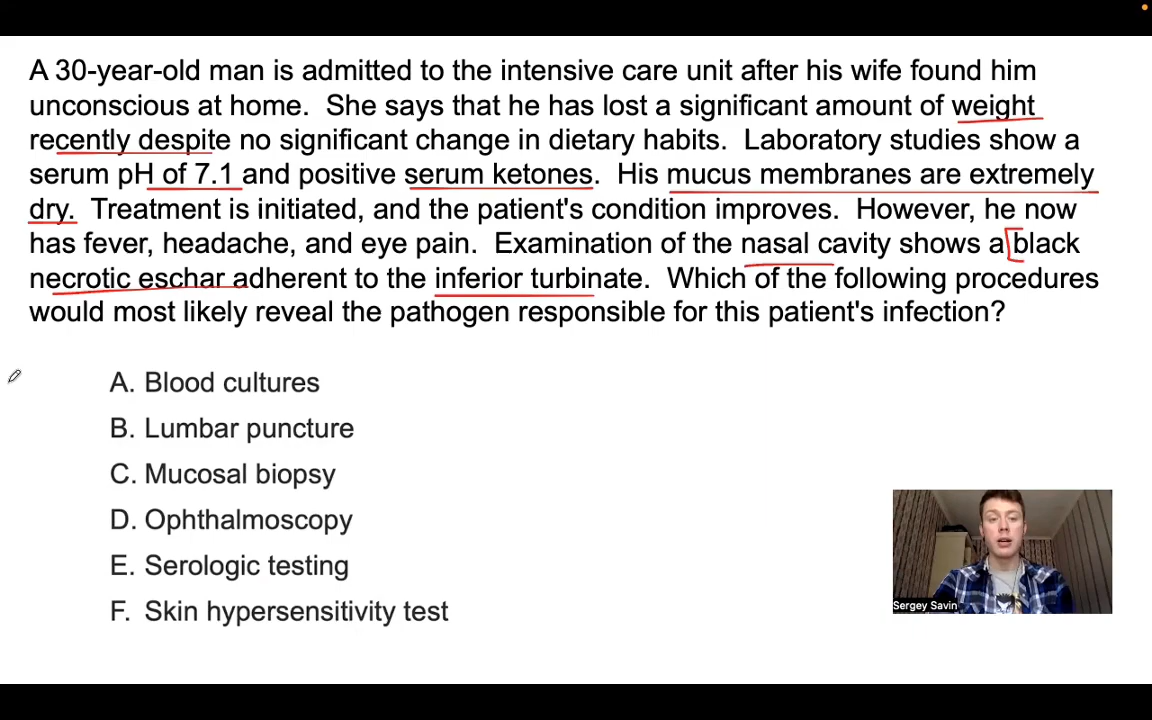 A 30-year-old man is admitted to the intensive care unit after his wife found him
unconscious at home.  She says that he has lost a significant amount of weight
recently despite no significant change in dietary habits.  Laboratory studies show a
serum pH of 7.1 and positive serum ketones.  His mucus membranes are extremely
dry.  Treatment is initiated, and the patient's condition improves.  However, he now
has fever, headache, and eye pain.  Examination of the nasal cavity shows a black
necrotic eschar adherent to the inferior turbinate.  Which of the following procedures
would most likely reveal the pathogen responsible for this patient's infection?
A. Blood cultures
B. Lumbar puncture
C. Mucosal biopsy
D. Ophthalmoscopy
E. Serologic testing
F. Skin hypersensitivity test
Sergey Savin